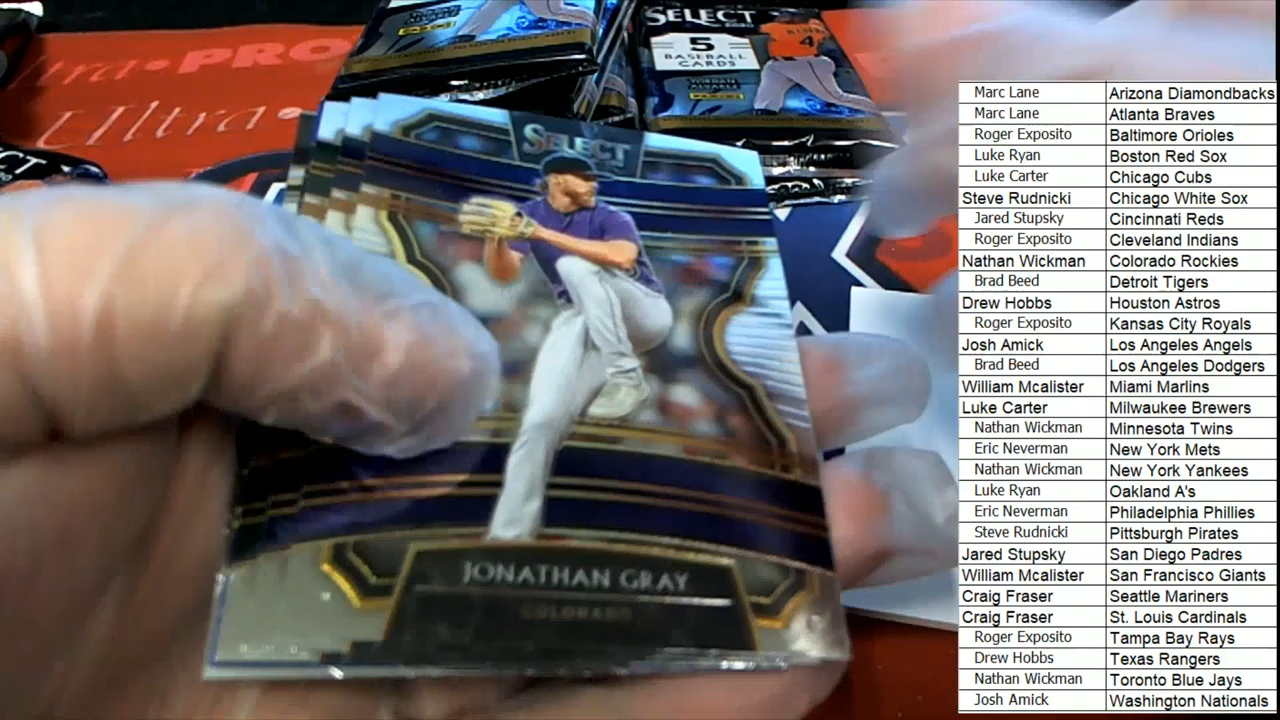 ltra·PRO
Ultra·
SELECT
2020
5
BASEBALL
CARDS
YORDAN
ALVAREZ
PANINI
4
CT
SELECT
JONATHAN GRAY
COLORADO
Marc Lane Arizona Diamondbacks
Marc Lane Atlanta Braves
Roger Exposito Baltimore Orioles
Luke Ryan Boston Red Sox
Luke Carter Chicago Cubs
Steve Rudnicki Chicago White Sox
Jared Stupsky Cincinnati Reds
Roger Exposito Cleveland Indians
Nathan Wickman Colorado Rockies
Brad Beed Detroit Tigers
Drew Hobbs Houston Astros
Roger Exposito Kansas City Royals
Josh Amick Los Angeles Angels
Brad Beed Los Angeles Dodgers
William Mcalister Miami Marlins
Luke Carter Milwaukee Brewers
Nathan Wickman Minnesota Twins
Eric Neverman New York Mets
Nathan Wickman New York Yankees
Luke Ryan Oakland A's
Eric Neverman Philadelphia Phillies
Steve Rudnicki Pittsburgh Pirates
Jared Stupsky San Diego Padres
William Mcalister San Francisco Giants
Craig Fraser Seattle Mariners
Craig Fraser St. Louis Cardinals
Roger Exposito Tampa Bay Rays
Drew Hobbs Texas Rangers
Nathan Wickman Toronto Blue Jays
Josh Amick Washington Nationals